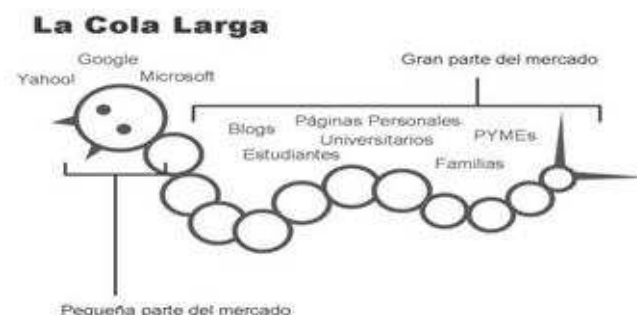 La Cola Larga
Google
Yahoo!
Microsoft
Gran parte del mercado
Blogs
Páginas Personales
Universitarios
PYMEs
Estudiantes
Familias
Pequeña parte del mercado